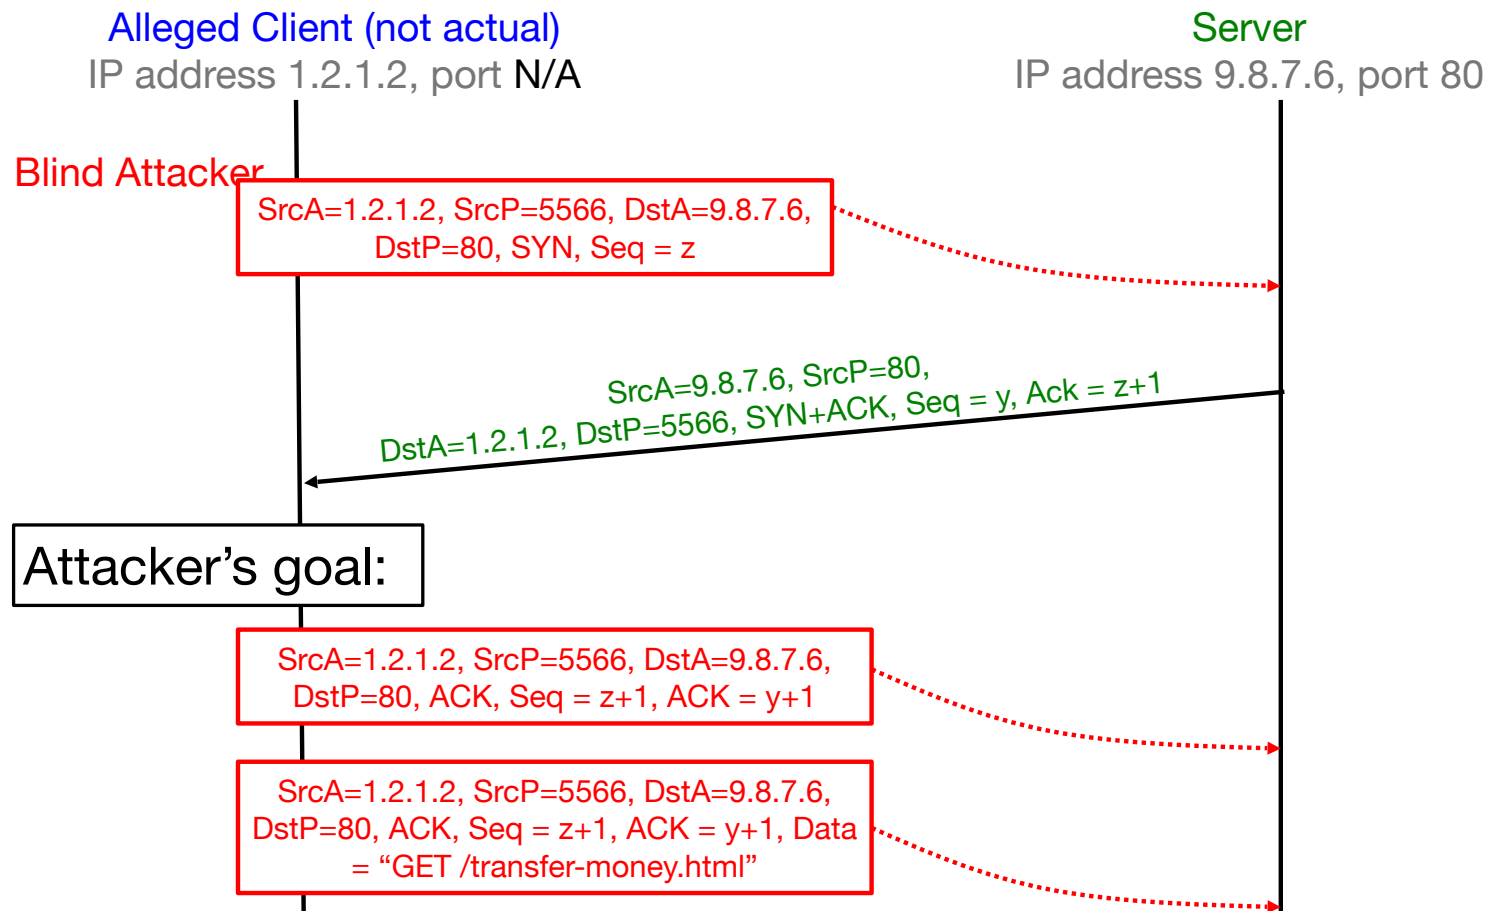 Alleged Client (not actual)
IP address 1.2.1.2, port N/A
Server
IP address 9.8.7.6, port 80
Blind Attacker
SrcA=1.2.1.2, SrcP=5566, DstA=9.8.7.6,
DstP=80, SYN, Seq = z
SrcA=9.8.7.6, SrcP=80,
DstA=1.2.1.2, DstP=5566, SYN+ACK, Seq = y, Ack = z+1
Attacker’s goal:
SrcA=1.2.1.2, SrcP=5566, DstA=9.8.7.6,
DstP=80, ACK, Seq = z+1, ACK = y+1
SrcA=1.2.1.2, SrcP=5566, DstA=9.8.7.6,
DstP=80, ACK, Seq = z+1, ACK = y+1, Data
= “GET /transfer-money.html”